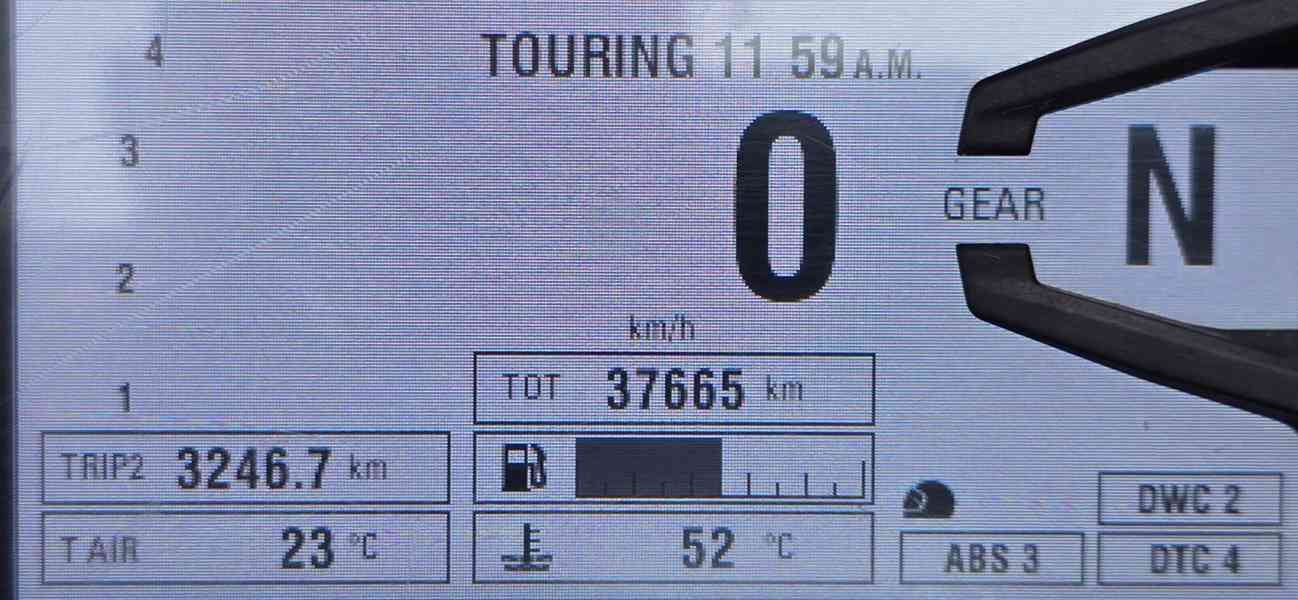 4
TOURING 11 59 A.M.
3
0
GEAR N
2
km/h
1
TOT 37665 km
TRIP2 3246.7 km
DWC 2
T AIR 23 °C
52 °C
ABS 3
DTC 4